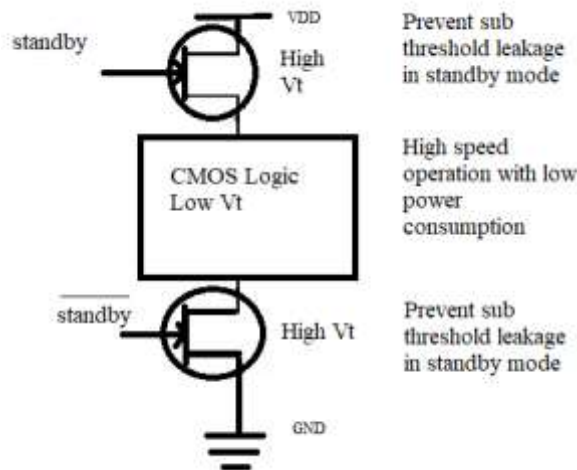 VDD
standby
High
Vt
Prevent sub
threshold leakage
in standby mode
CMOS Logic
Low Vt
High speed
operation with low
power
consumption
standby
High Vt
Prevent sub
threshold leakage
in standby mode
GND